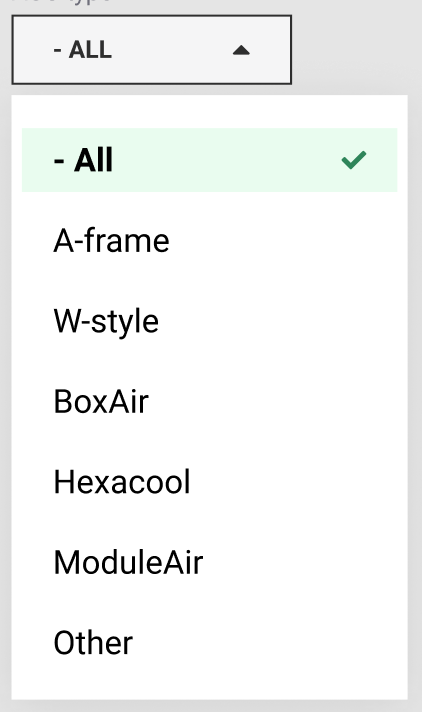 - ALL
- All
A-frame
W-style
BoxAir
Hexacool
ModuleAir
Other